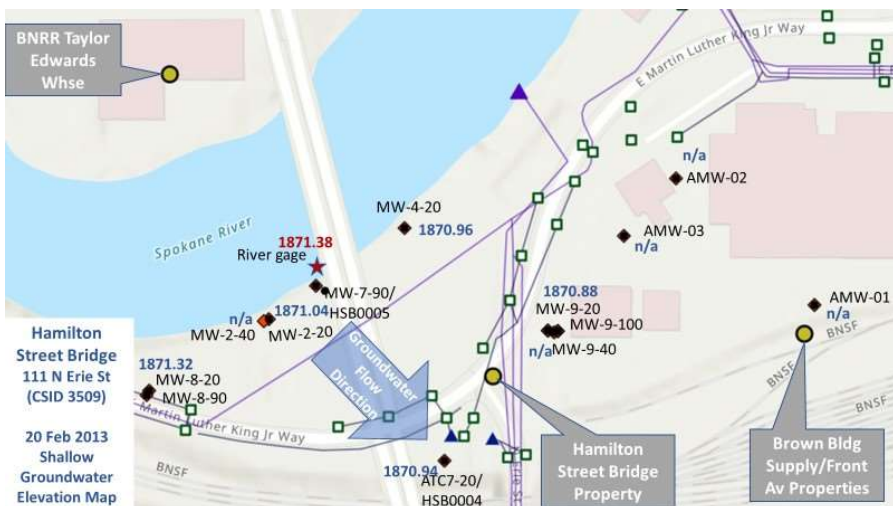 BNRR Taylor
Edwards
Whse
E Martin Luther King Jr Way
n/a
AMW-02
MW-4-20
1870.96
Spokane River
1871.38
River gage
AMW-03
n/a
MW-7-90/
HSB0005
n/a
1871.04
MW-2-40
MW-2-20
1870.88
MW-9-20
MW-9-100
n/a
MW-9-40
AMW-01
n/a
BNSF
BNSF
Hamilton
Street Bridge
111 N Erie St
(CSID 3509)
20 Feb 2013
Shallow
Groundwater
Elevation Map
1871.32
MW-8-20
MW-8-90
Groundwater
Flow
Direction
E Martin Luther King Jr Way
BNSF
1870.94
ATC7-20/
HSB0004
Hamilton
Street Bridge
Property
Brown Bldg
Supply/Front
Av Properties
BNSF